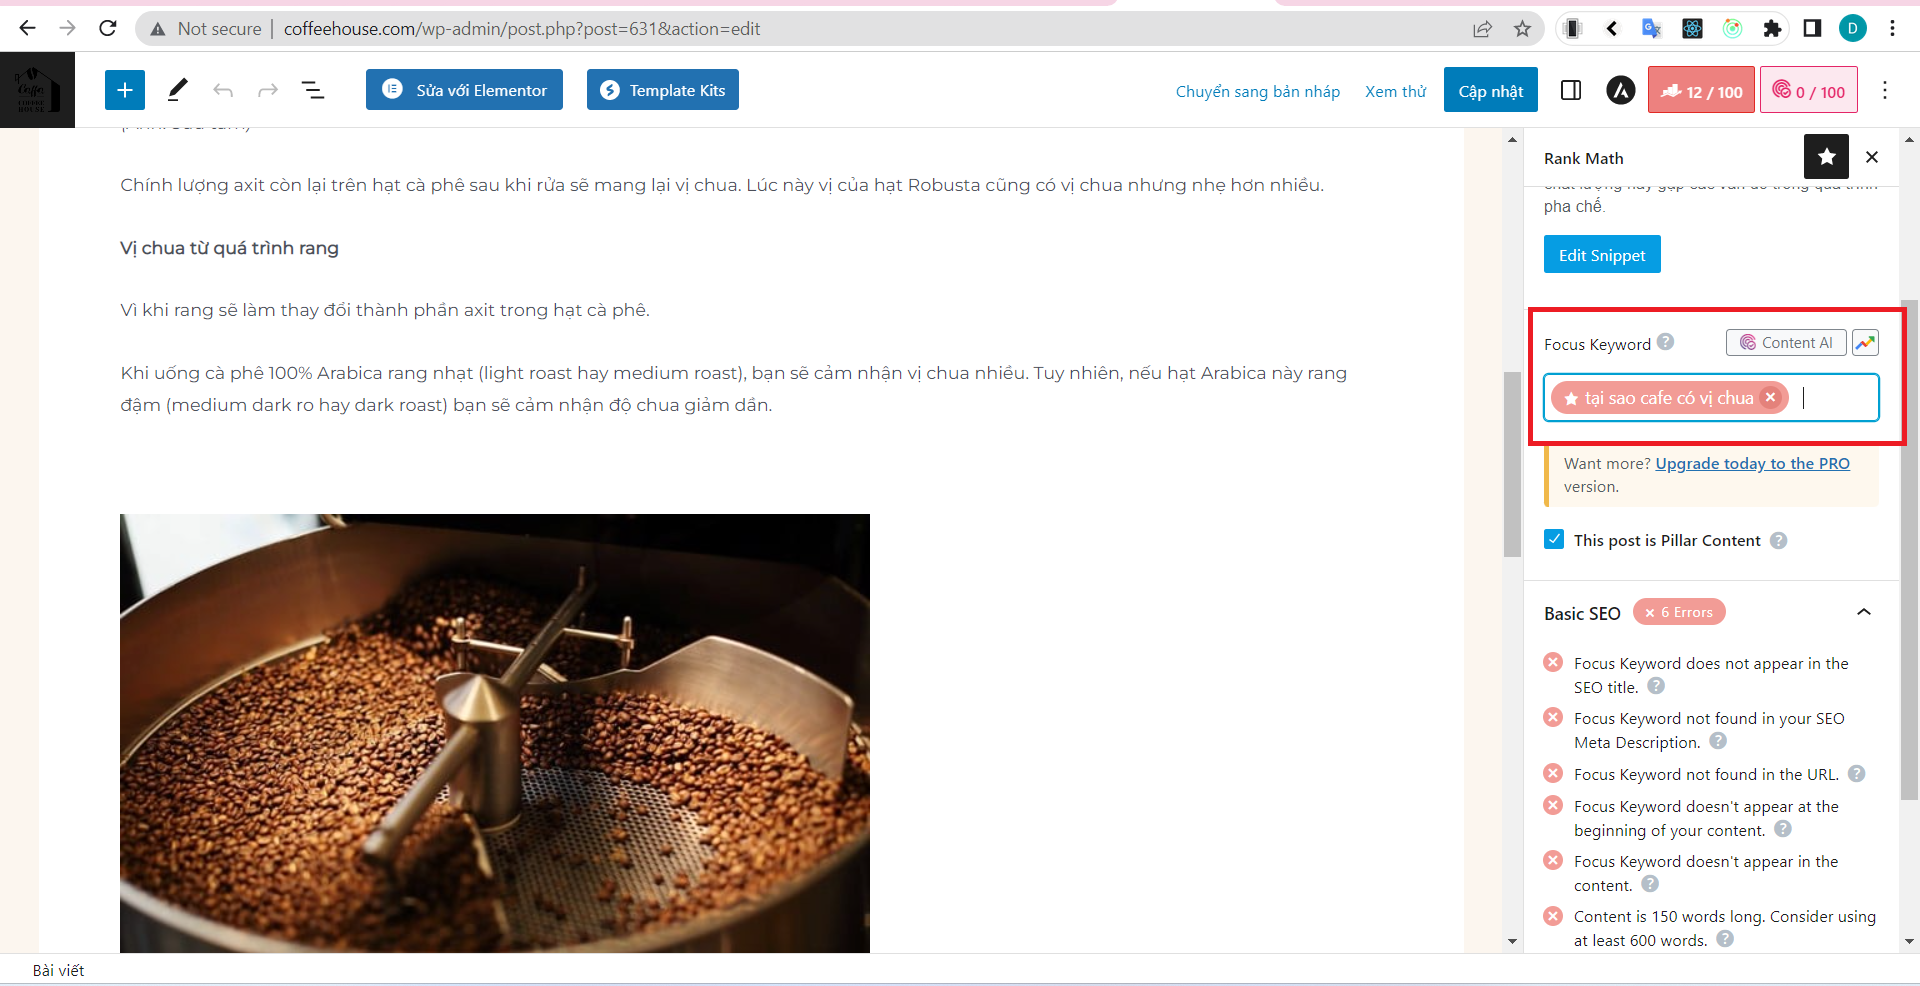 Not secure
coffeehouse.com/wp-admin/post.php?post=631&action=edit
D
Sửa với Elementor
Template Kits
Chuyển sang bản nháp
Xem thử
Cập nhật
12 / 100
0 / 100
Chính lượng axit còn lại trên hạt cà phê sau khi rửa sẽ mang lại vị chua. Lúc này vị của hạt Robusta cũng có vị chua nhưng nhẹ hơn nhiều.
Vị chua từ quá trình rang
Vì khi rang sẽ làm thay đổi thành phần axit trong hạt cà phê.
Khi uống cà phê 100% Arabica rang nhạt (light roast hay medium roast), bạn sẽ cảm nhận vị chua nhiều. Tuy nhiên, nếu hạt Arabica này rang
đậm (medium dark ro hay dark roast) bạn sẽ cảm nhận độ chua giảm dần.
Rank Math
pha chế.
Edit Snippet
Focus Keyword ?
Content AI
tại sao cafe có vị chua
Want more? Upgrade today to the PRO
version.
This post is Pillar Content ?
Basic SEO
6 Errors
Focus Keyword does not appear in the
SEO title. ?
Focus Keyword not found in your SEO
Meta Description. ?
Focus Keyword not found in the URL. ?
Focus Keyword doesn't appear at the
beginning of your content. ?
Focus Keyword doesn't appear in the
content. ?
Content is 150 words long. Consider using
at least 600 words. ?
Bài viết